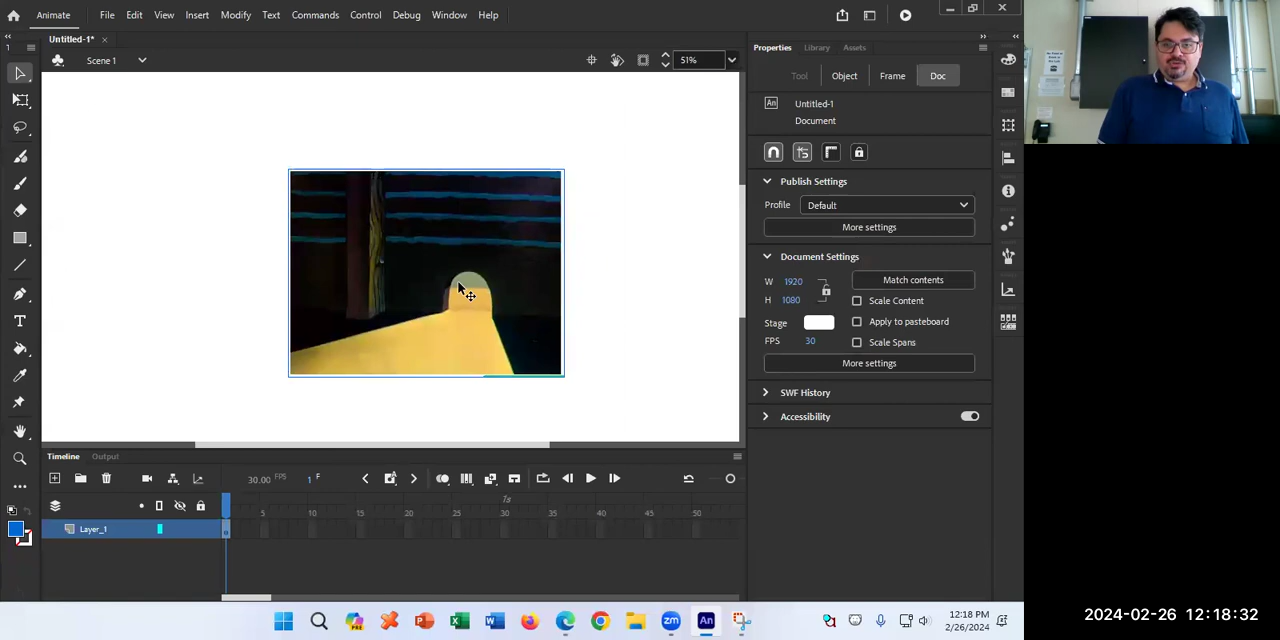 Animate File Edit View Insert Modify Text Commands Control Debug Window Help
Untitled-1* ×
Scene 1 51%
Properties Library Assets
Tool Object Frame Doc
An Untitled-1
Document
Publish Settings
Profile Default
More settings
Document Settings
W 1920 Match contents
H 1080 Scale Content
Stage Apply to pasteboard
FPS 30 Scale Spans
More settings
SWF History
Accessibility
Timeline Output
30.00 FPS 1 F
1s
5 10 15 20 25 30 35 40 45 50
Layer_1
12:18 PM
2/26/2024
2024-02-26 12:18:32